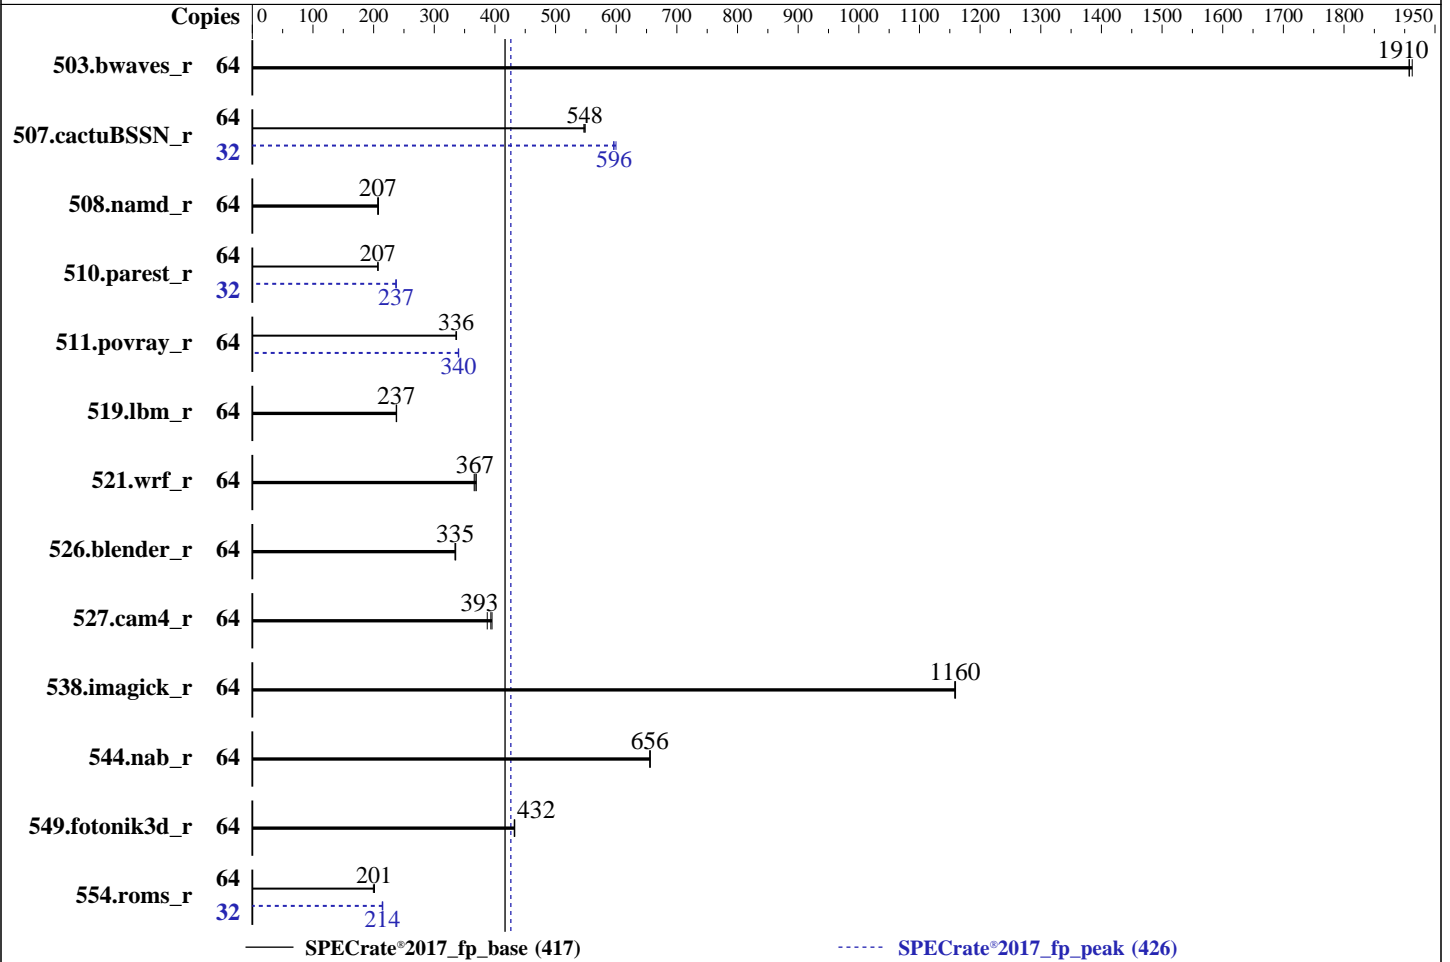 Copies 0 100 200 300 400 500 600 700 800 900 1000 1100 1200 1300 1400 1500 1600 1700 1800 1950
503.bwaves_r 64 1910
507.cactuBSSN_r 64 548
32 596
508.namd_r 64 207
510.parest_r 64 207
32 237
511.povray_r 64 336
340
519.lbm_r 64 237
521.wrf_r 64 367
526.blender_r 64 335
527.cam4_r 64 393
538.imagick_r 64 1160
544.nab_r 64 656
549.fotonik3d_r 64 432
554.roms_r 64 201
32 214
SPECrate®2017_fp_base (417) SPECrate®2017_fp_peak (426)